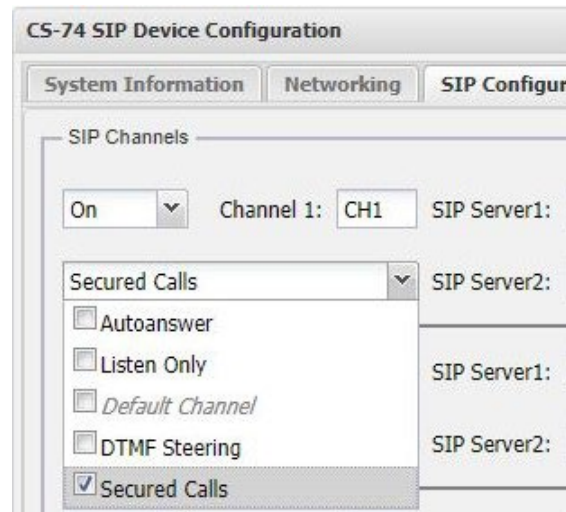 CS-74 SIP Device Configuration
System Information Networking SIP Configur
SIP Channels
On Channel 1: CH1 SIP Server1:
Secured Calls SIP Server2:
Autoanswer
Listen Only SIP Server1:
Default Channel
DTMF Steering SIP Server2:
Secured Calls